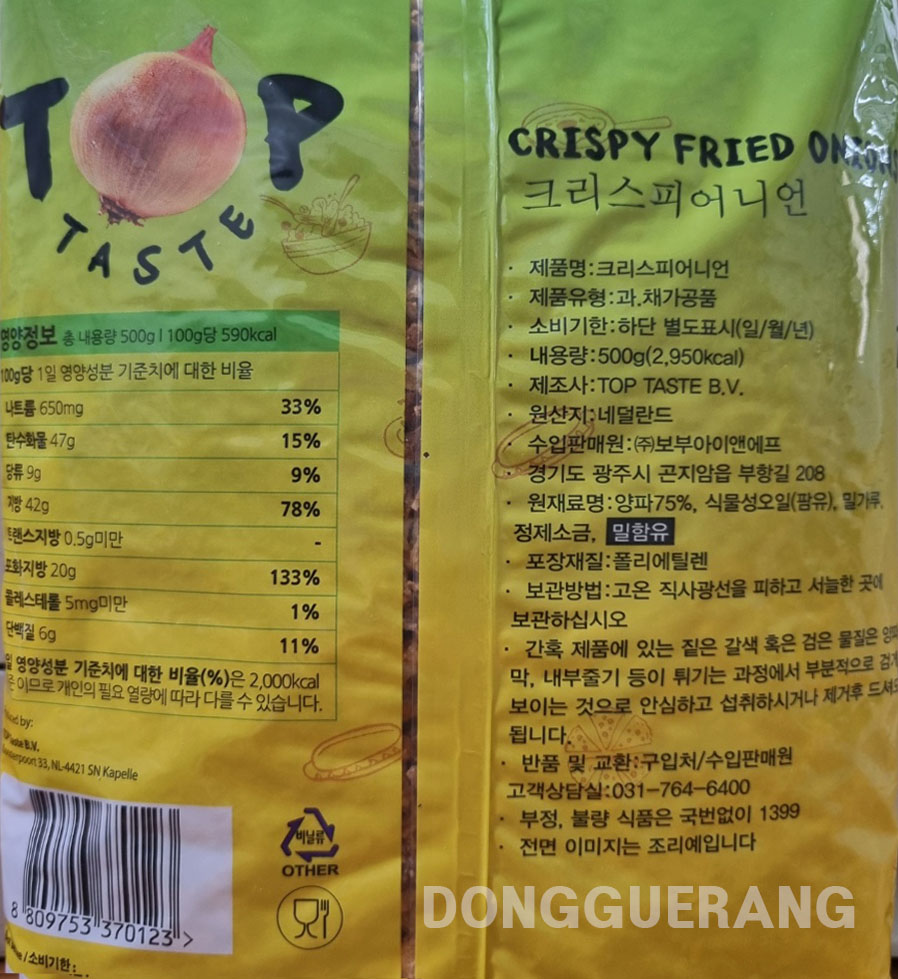 TOP
TASTE
영양정보 총 내용량 500g | 100g당 590kcal
100g당 1일 영양성분 기준치에 대한 비율
나트륨 650mg 33%
탄수화물 47g 15%
당류 9g 9%
지방 42g 78%
트랜스지방 0.5g미만 -
포화지방 20g 133%
콜레스테롤 5mg미만 1%
단백질 6g 11%
영양성분 기준치에 대한 비율(%)은 2,000kcal
이므로 개인의 필요 열량에 따라 다를 수 있습니다.
by:
TOP Taste B.V.
33, NL-4421 SN Kapelle
8 809753 370123 >
/ 소비기한 :
비닐류
OTHER
CRISPY FRIED ONIONS
크리스피어니언
· 제품명:크리스피어니언
· 제품유형:과.채가공품
· 소비기한:하단 별도표시(일/월/년)
· 내용량:500g(2,950kcal)
· 제조사:TOP TASTE B.V.
· 원산지:네덜란드
· 수입판매원:㈜보부아이앤에프
· 경기도 광주시 곤지암읍 부항길 208
· 원재료명:양파75%, 식물성오일(팜유), 밀가루,
정제소금, 밀함유
· 포장재질:폴리에틸렌
· 보관방법:고온 직사광선을 피하고 서늘한 곳에
보관하십시오
· 간혹 제품에 있는 짙은 갈색 혹은 검은 물질은
막, 내부줄기 등이 튀기는 과정에서 부분적으로 검게
보이는 것으로 안심하고 섭취하시거나 제거후 드셔도
됩니다.
· 반품 및 교환:구입처/수입판매원
고객상담실:031-764-6400
· 부정, 불량 식품은 국번없이 1399
· 전면 이미지는 조리예입니다
DONGGUERANG